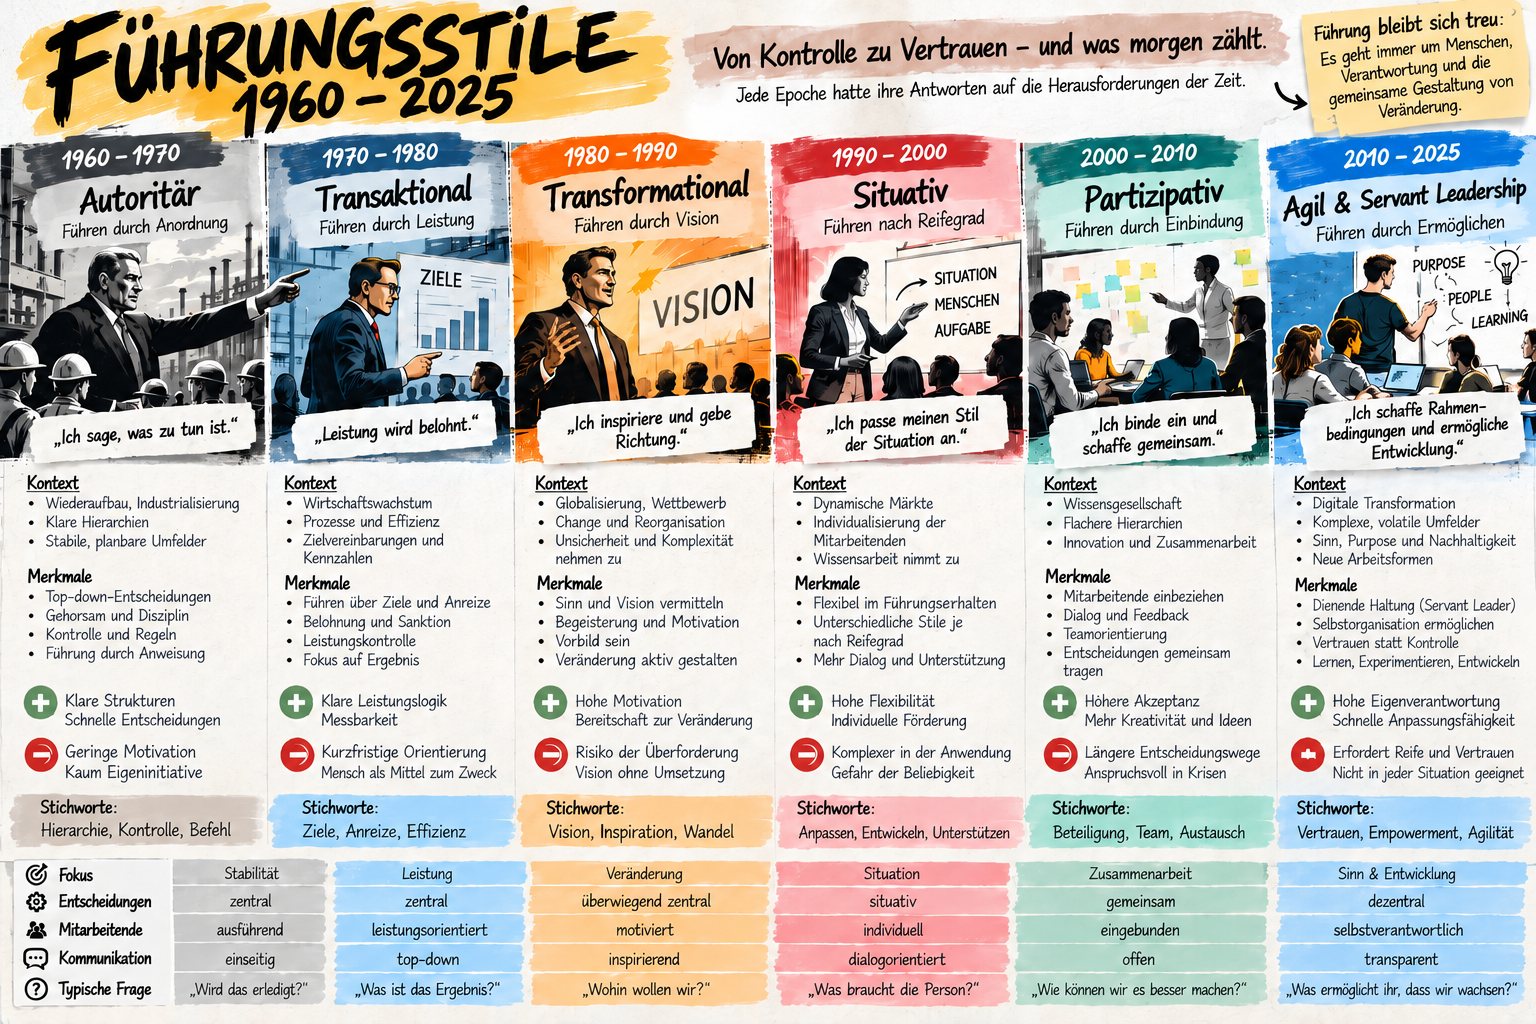 FÜHRUNGSSTILE
1960 – 2025
Von Kontrolle zu Vertrauen – und was morgen zählt.
Jede Epoche hatte ihre Antworten auf die Herausforderungen der Zeit.
Führung bleibt sich treu:
Es geht immer um Menschen,
Verantwortung und die
gemeinsame Gestaltung von
Veränderung.
1960 – 1970
Autoritär
Führen durch Anordnung
„Ich sage, was zu tun ist.“
Kontext
• Wiederaufbau, Industrialisierung
• Klare Hierarchien
• Stabile, planbare Umfelder
Merkmale
• Top-down-Entscheidungen
• Gehorsam und Disziplin
• Kontrolle und Regeln
• Führung durch Anweisung
Klare Strukturen
Schnelle Entscheidungen
Geringe Motivation
Kaum Eigeninitiative
Stichworte:
Hierarchie, Kontrolle, Befehl
1970 – 1980
Transaktional
Führen durch Leistung
ZIELE
„Leistung wird belohnt.“
Kontext
• Wirtschaftswachstum
• Prozesse und Effizienz
• Zielvereinbarungen und
Kennzahlen
Merkmale
• Führen über Ziele und Anreize
• Belohnung und Sanktion
• Leistungskontrolle
• Fokus auf Ergebnis
Klare Leistungslogik
Messbarkeit
Kurzfristige Orientierung
Mensch als Mittel zum Zweck
Stichworte:
Ziele, Anreize, Effizienz
1980 – 1990
Transformational
Führen durch Vision
VISION
„Ich inspiriere und gebe
Richtung.“
Kontext
• Globalisierung, Wettbewerb
• Change und Reorganisation
• Unsicherheit und Komplexität
nehmen zu
Merkmale
• Sinn und Vision vermitteln
• Begeisterung und Motivation
• Vorbild sein
• Veränderung aktiv gestalten
Hohe Motivation
Bereitschaft zur Veränderung
Risiko der Überforderung
Vision ohne Umsetzung
Stichworte:
Vision, Inspiration, Wandel
1990 – 2000
Situativ
Führen nach Reifegrad
SITUATION
MENSCHEN
AUFGABE
„Ich passe meinen Stil
der Situation an.“
Kontext
• Dynamische Märkte
• Individualisierung der
Mitarbeitenden
• Wissensarbeit nimmt zu
Merkmale
• Flexibel im Führungserhalten
• Unterschiedliche Stile je
nach Reifegrad
• Mehr Dialog und Unterstützung
Hohe Flexibilität
Individuelle Förderung
Komplexer in der Anwendung
Gefahr der Beliebigkeit
Stichworte:
Anpassen, Entwickeln, Unterstützen
2000 – 2010
Partizipativ
Führen durch Einbindung
„Ich binde ein und
schaffe gemeinsam.“
Kontext
• Wissensgesellschaft
• Flachere Hierarchien
• Innovation und Zusammenarbeit
Merkmale
• Mitarbeitende einbeziehen
• Dialog und Feedback
• Teamorientierung
• Entscheidungen gemeinsam
tragen
Höhere Akzeptanz
Mehr Kreativität und Ideen
Längere Entscheidungswege
Anspruchsvoll in Krisen
Stichworte:
Beteiligung, Team, Austausch
2010 – 2025
Agil & Servant Leadership
Führen durch Ermöglichen
PURPOSE
PEOPLE
LEARNING
„Ich schaffe Rahmen-
bedingungen und ermögliche
Entwicklung.“
Kontext
• Digitale Transformation
• Komplexe, volatile Umfelder
• Sinn, Purpose und Nachhaltigkeit
• Neue Arbeitsformen
Merkmale
• Dienende Haltung (Servant Leader)
• Selbstorganisation ermöglichen
• Vertrauen statt Kontrolle
• Lernen, Experimentieren, Entwickeln
Hohe Eigenverantwortung
Schnelle Anpassungsfähigkeit
Erfordert Reife und Vertrauen
Nicht in jeder Situation geeignet
Stichworte:
Vertrauen, Empowerment, Agilität
Fokus Stabilität Leistung Veränderung Situation Zusammenarbeit Sinn & Entwicklung
Entscheidungen zentral zentral überwiegend zentral situativ gemeinsam dezentral
Mitarbeitende ausführend leistungsorientiert motiviert individuell eingebunden selbstverantwortlich
Kommunikation einseitig top-down inspirierend dialogorientiert offen transparent
Typische Frage „Wird das erledigt?“ „Was ist das Ergebnis?“ „Wohin wollen wir?“ „Was braucht die Person?“ „Wie können wir es besser machen?“ „Was ermöglicht ihr, dass wir wachsen?“